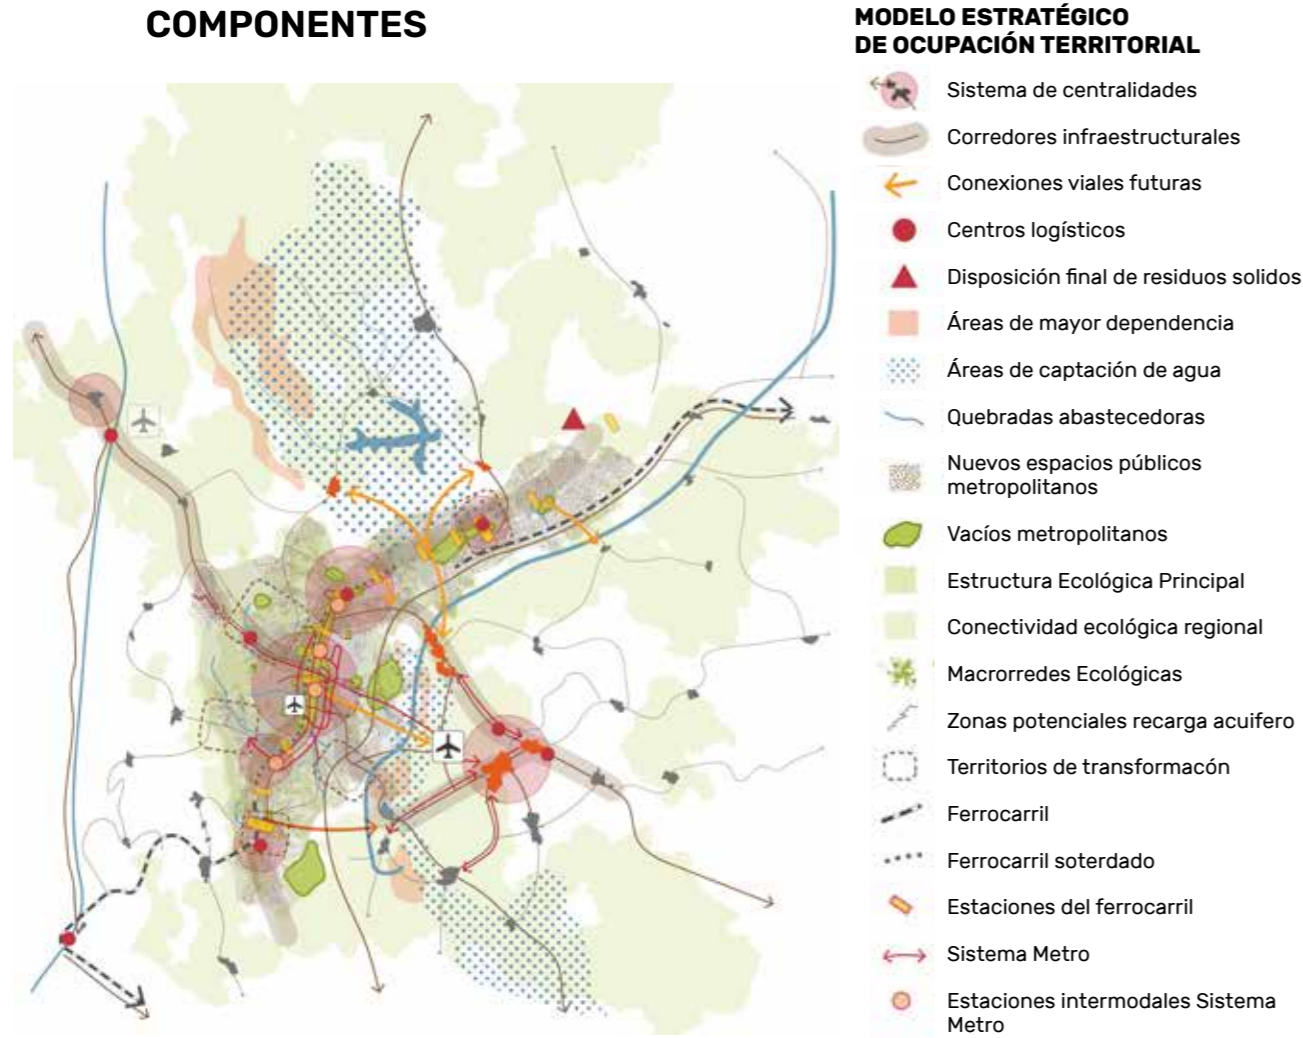 COMPONENTES
MODELO ESTRATÉGICO
DE OCUPACIÓN TERRITORIAL
Sistema de centralidades
Corredores infraestructurales
Conexiones viales futuras
Centros logísticos
Disposición final de residuos solidos
Áreas de mayor dependencia
Áreas de captación de agua
Quebradas abastecedoras
Nuevos espacios públicos
metropolitanos
Vacíos metropolitanos
Estructura Ecológica Principal
Conectividad ecológica regional
Macrorredes Ecológicas
Zonas potenciales recarga acuifero
Territorios de transformacón
Ferrocarril
Ferrocarril soterdado
Estaciones del ferrocarril
Sistema Metro
Estaciones intermodales Sistema
Metro